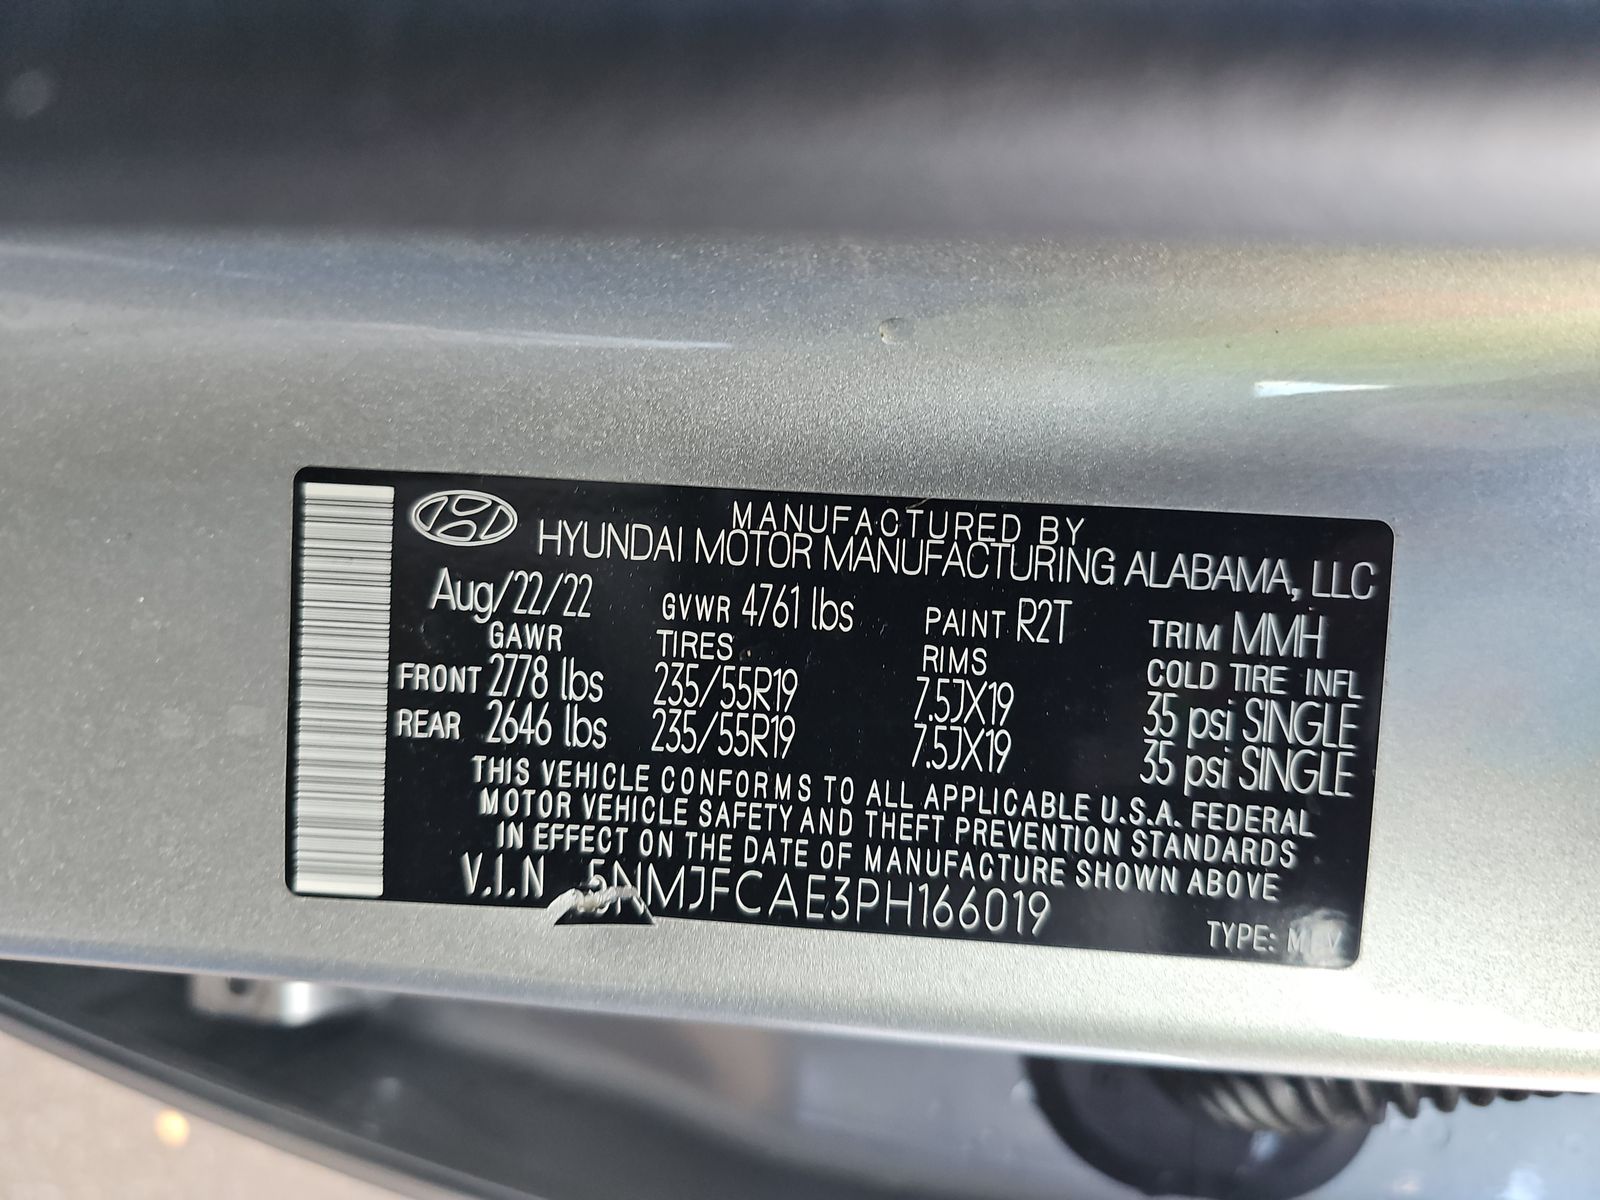 MANUFACTURED BY
HYUNDAI MOTOR MANUFACTURING ALABAMA, LLC
Aug/22/22 GVWR 4761 lbs PAINT R2T TRIM MMH
GAWR TIRES RIMS COLD TIRE INFL
FRONT 2778 lbs 235/55R19 7.5JX19 35 psi SINGLE
REAR 2646 lbs 235/55R19 7.5JX19 35 psi SINGLE
THIS VEHICLE CONFORMS TO ALL APPLICABLE U.S.A. FEDERAL
MOTOR VEHICLE SAFETY AND THEFT PREVENTION STANDARDS
IN EFFECT ON THE DATE OF MANUFACTURE SHOWN ABOVE
V.I.N 5NMJFCAE3PH166019
TYPE: MPV